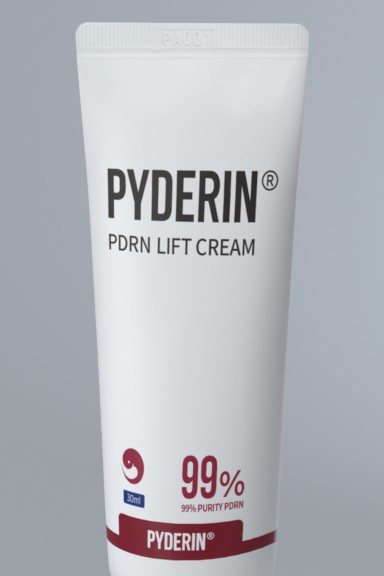 PYDERIN®
PDRN LIFT CREAM
30ml
99%
99% PURITY PDRN
PYDERIN®